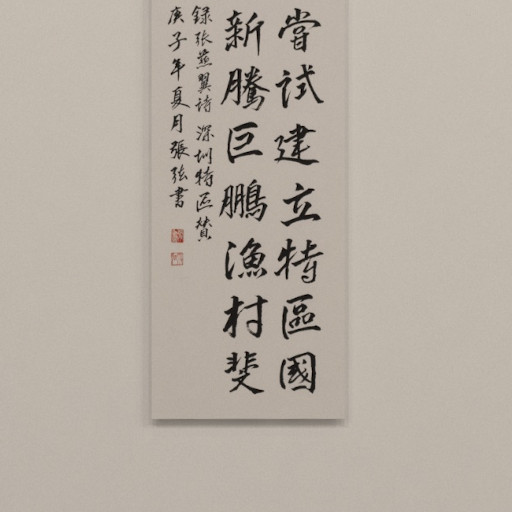 嘗試建立特區國
新騰巨鵬漁村斐
錄張燕翼詩 深圳特區贊
庚子年夏月張弦書